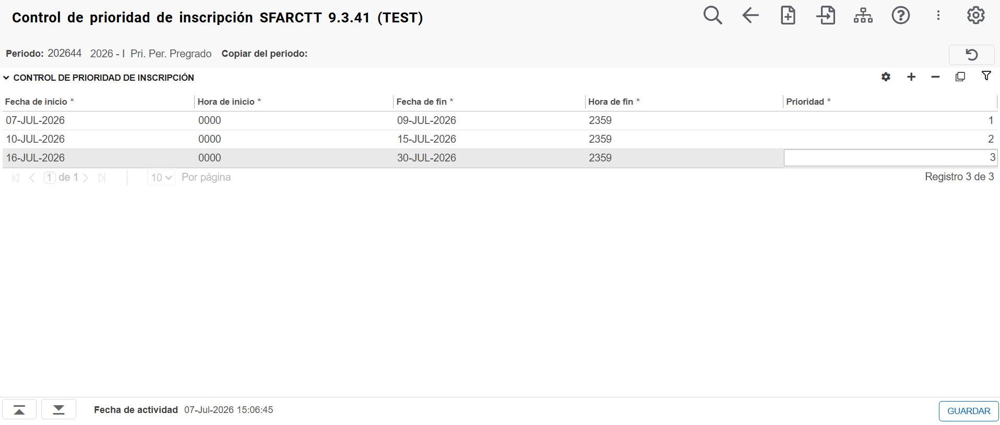 Control de prioridad de inscripción SFARCTT 9.3.41 (TEST)
Periodo: 202644 2026 - I Pri. Per. Pregrado Copiar del periodo:
CONTROL DE PRIORIDAD DE INSCRIPCIÓN
Fecha de inicio * Hora de inicio * Fecha de fin * Hora de fin * Prioridad *
07-JUL-2026 0000 09-JUL-2026 2359 1
10-JUL-2026 0000 15-JUL-2026 2359 2
16-JUL-2026 0000 30-JUL-2026 2359 3
1 de 1 10 Por página Registro 3 de 3
Fecha de actividad 07-Jul-2026 15:06:45 GUARDAR